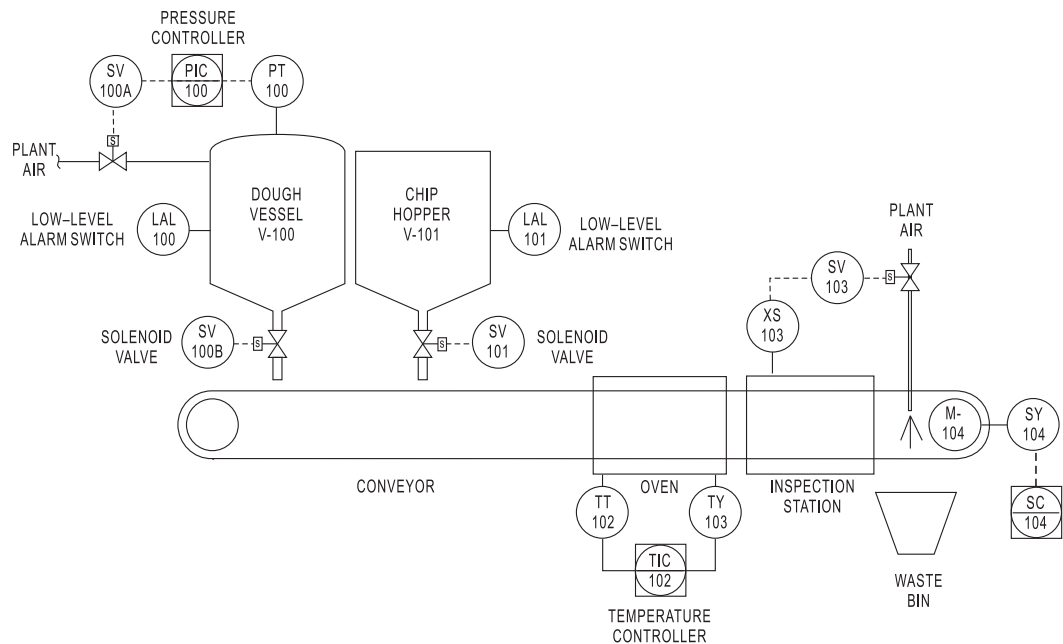 PRESSURE
CONTROLLER
SV
100A
PIC
100
PT
100
PLANT
AIR
S
DOUGH
VESSEL
V-100
CHIP
HOPPER
V-101
LOW–LEVEL
ALARM SWITCH
LAL
100
LAL
101
LOW–LEVEL
ALARM SWITCH
PLANT
AIR
SV
103
S
XS
103
SOLENOID
VALVE
SV
100B
S
S
SV
101
SOLENOID
VALVE
M-
104
SY
104
CONVEYOR
OVEN
INSPECTION
STATION
TT
102
TY
103
SC
104
TIC
102
WASTE
BIN
TEMPERATURE
CONTROLLER